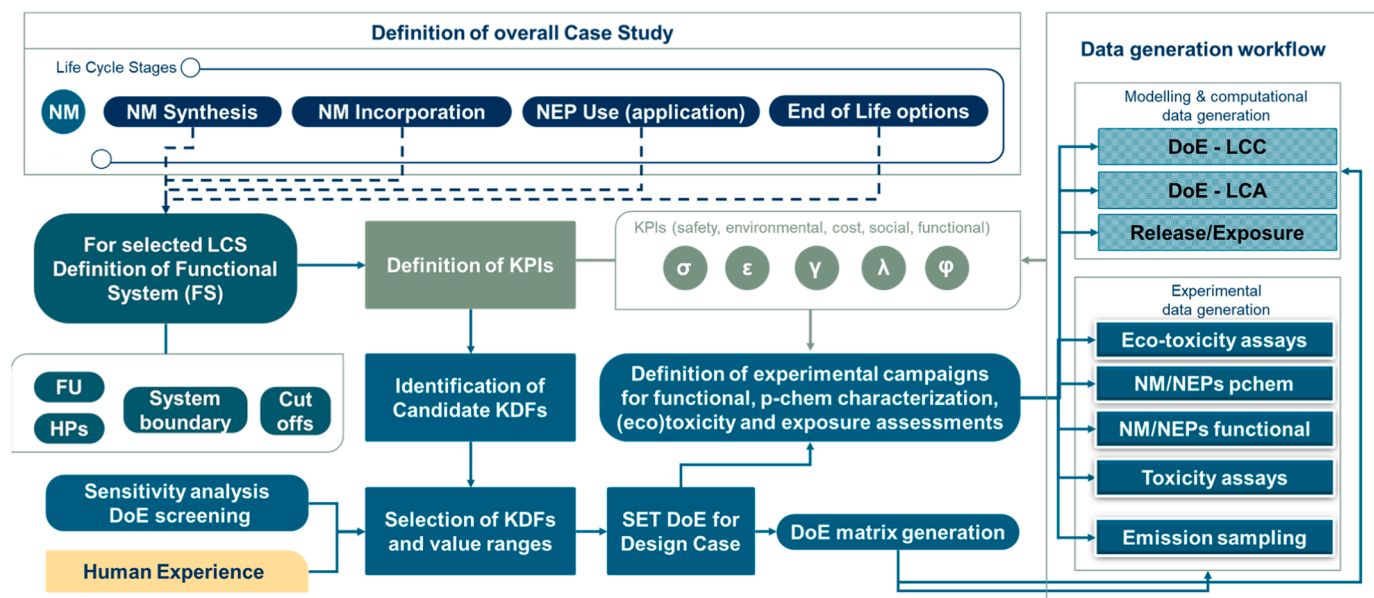 Definition of overall Case Study
Life Cycle Stages
NM
NM Synthesis
NM Incorporation
NEP Use (application)
End of Life options
For selected LCS
Definition of Functional
System (FS)
Definition of KPIs
KPIs (safety, environmental, cost, social, functional)
σ
ε
γ
λ
φ
FU
HPs
System
boundary
Cut
offs
Identification of
Candidate KDFs
Definition of experimental campaigns
for functional, p-chem characterization,
(eco)toxicity and exposure assessments
Sensitivity analysis
DoE screening
Human Experience
Selection of KDFs
and value ranges
SET DoE for
Design Case
DoE matrix generation
Data generation workflow
Modelling & computational
data generation
DoE - LCC
DoE - LCA
Release/Exposure
Experimental
data generation
Eco-toxicity assays
NM/NEPs pchem
NM/NEPs functional
Toxicity assays
Emission sampling